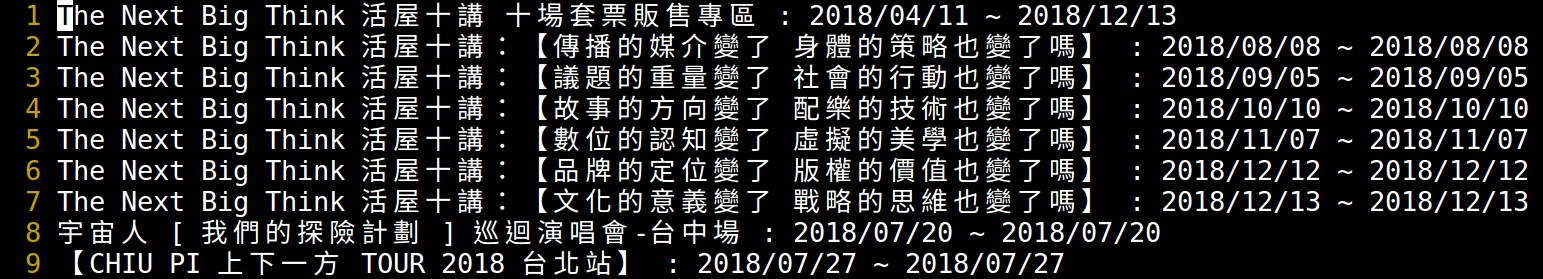 1 The Next Big Think 活屋十講 十場套票販售專區 : 2018/04/11 ~ 2018/12/13
2 The Next Big Think 活屋十講：【傳播的媒介變了 身體的策略也變了嗎】 : 2018/08/08 ~ 2018/08/08
3 The Next Big Think 活屋十講：【議題的重量變了 社會的行動也變了嗎】 : 2018/09/05 ~ 2018/09/05
4 The Next Big Think 活屋十講：【故事的方向變了 配樂的技術也變了嗎】 : 2018/10/10 ~ 2018/10/10
5 The Next Big Think 活屋十講：【數位的認知變了 虛擬的美學也變了嗎】 : 2018/11/07 ~ 2018/11/07
6 The Next Big Think 活屋十講：【品牌的定位變了 版權的價值也變了嗎】 : 2018/12/12 ~ 2018/12/12
7 The Next Big Think 活屋十講：【文化的意義變了 戰略的思維也變了嗎】 : 2018/12/13 ~ 2018/12/13
8 宇宙人 [ 我們的探險計劃 ] 巡迴演唱會-台中場 : 2018/07/20 ~ 2018/07/20
9 【CHIU PI 上下一方 TOUR 2018 台北站】 : 2018/07/27 ~ 2018/07/27